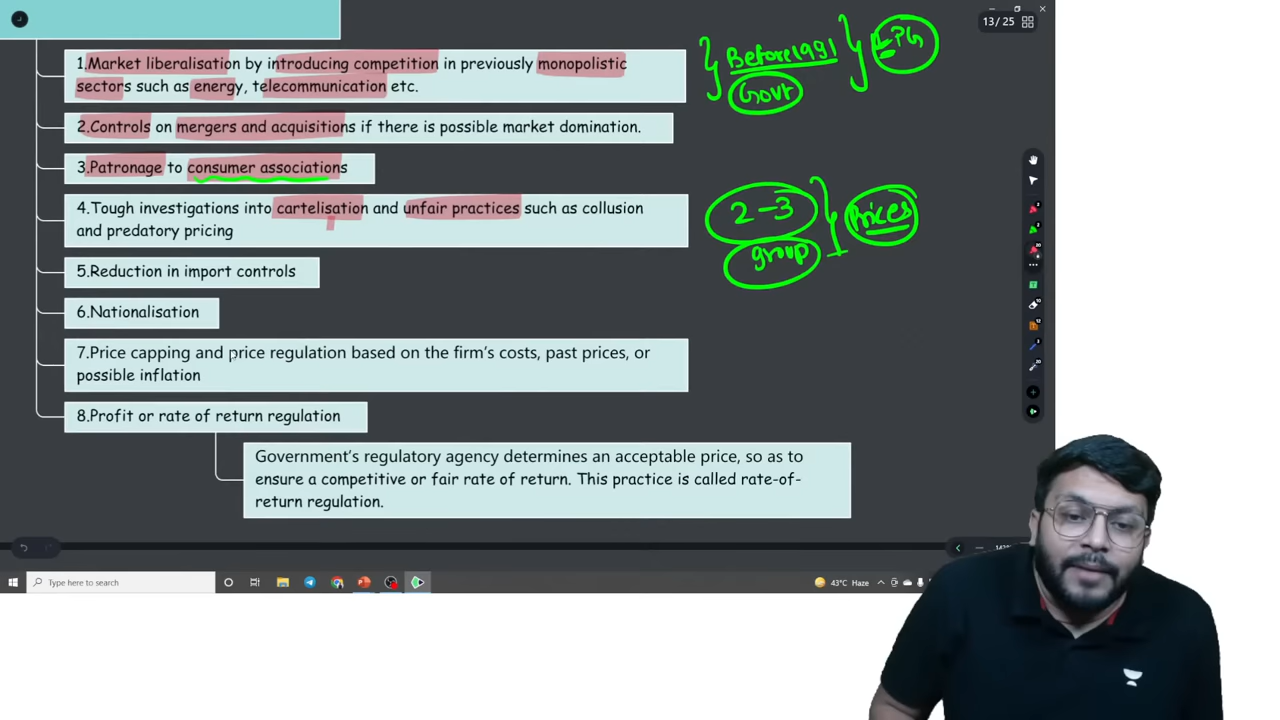 13/25
1.Market liberalisation by introducing competition in previously monopolistic
sectors such as energy, telecommunication etc.
2.Controls on mergers and acquisitions if there is possible market domination.
3.Patronage to consumer associations
4.Tough investigations into cartelisation and unfair practices such as collusion
and predatory pricing
5.Reduction in import controls
6.Nationalisation
7.Price capping and price regulation based on the firm's costs, past prices, or
possible inflation
8.Profit or rate of return regulation
Government's regulatory agency determines an acceptable price, so as to
ensure a competitive or fair rate of return. This practice is called rate-of-
return regulation.
Before 1991
LPG
Govt
2-3
group
Prices
Type here to search
43°C Haze